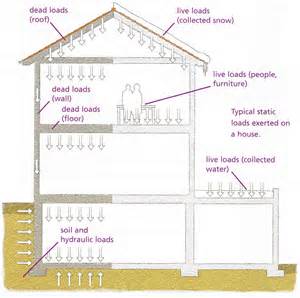 dead loads
(roof)
live loads
(collected snow)
live loads (people,
furniture)
dead loads
(wall)
dead loads
(floor)
Typical static
loads exerted on
a house.
live loads (collected
water)
soil and
hydraulic loads